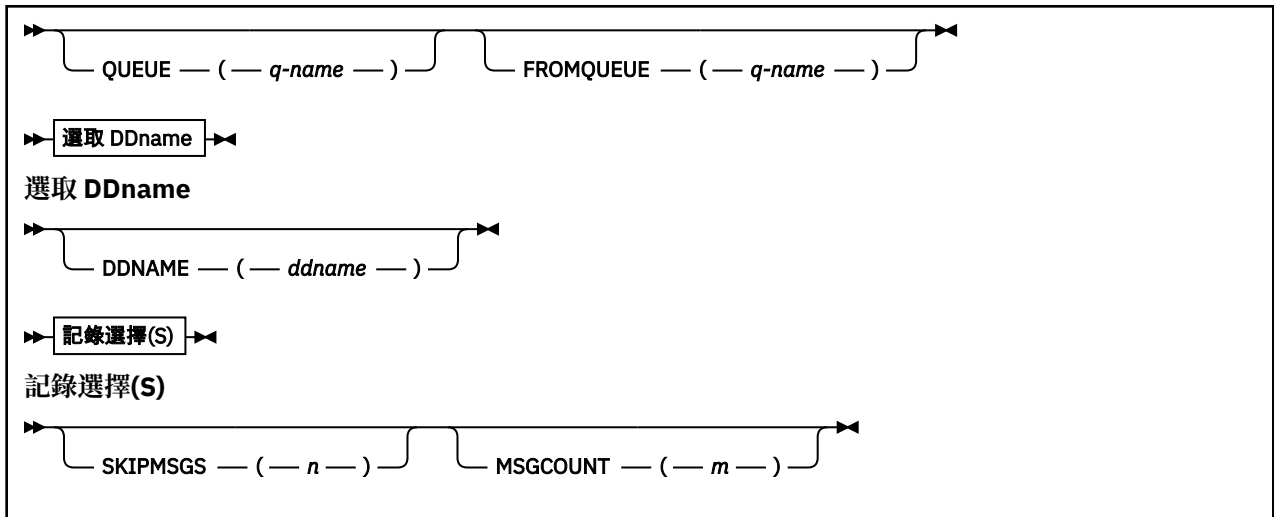 QUEUE ( q-name ) FROMQUEUE ( q-name )
選取 DDname
選取 DDname
DDNAME ( ddname )
記錄選擇(S)
記錄選擇(S)
SKIPMSGS ( n ) MSGCOUNT ( m )